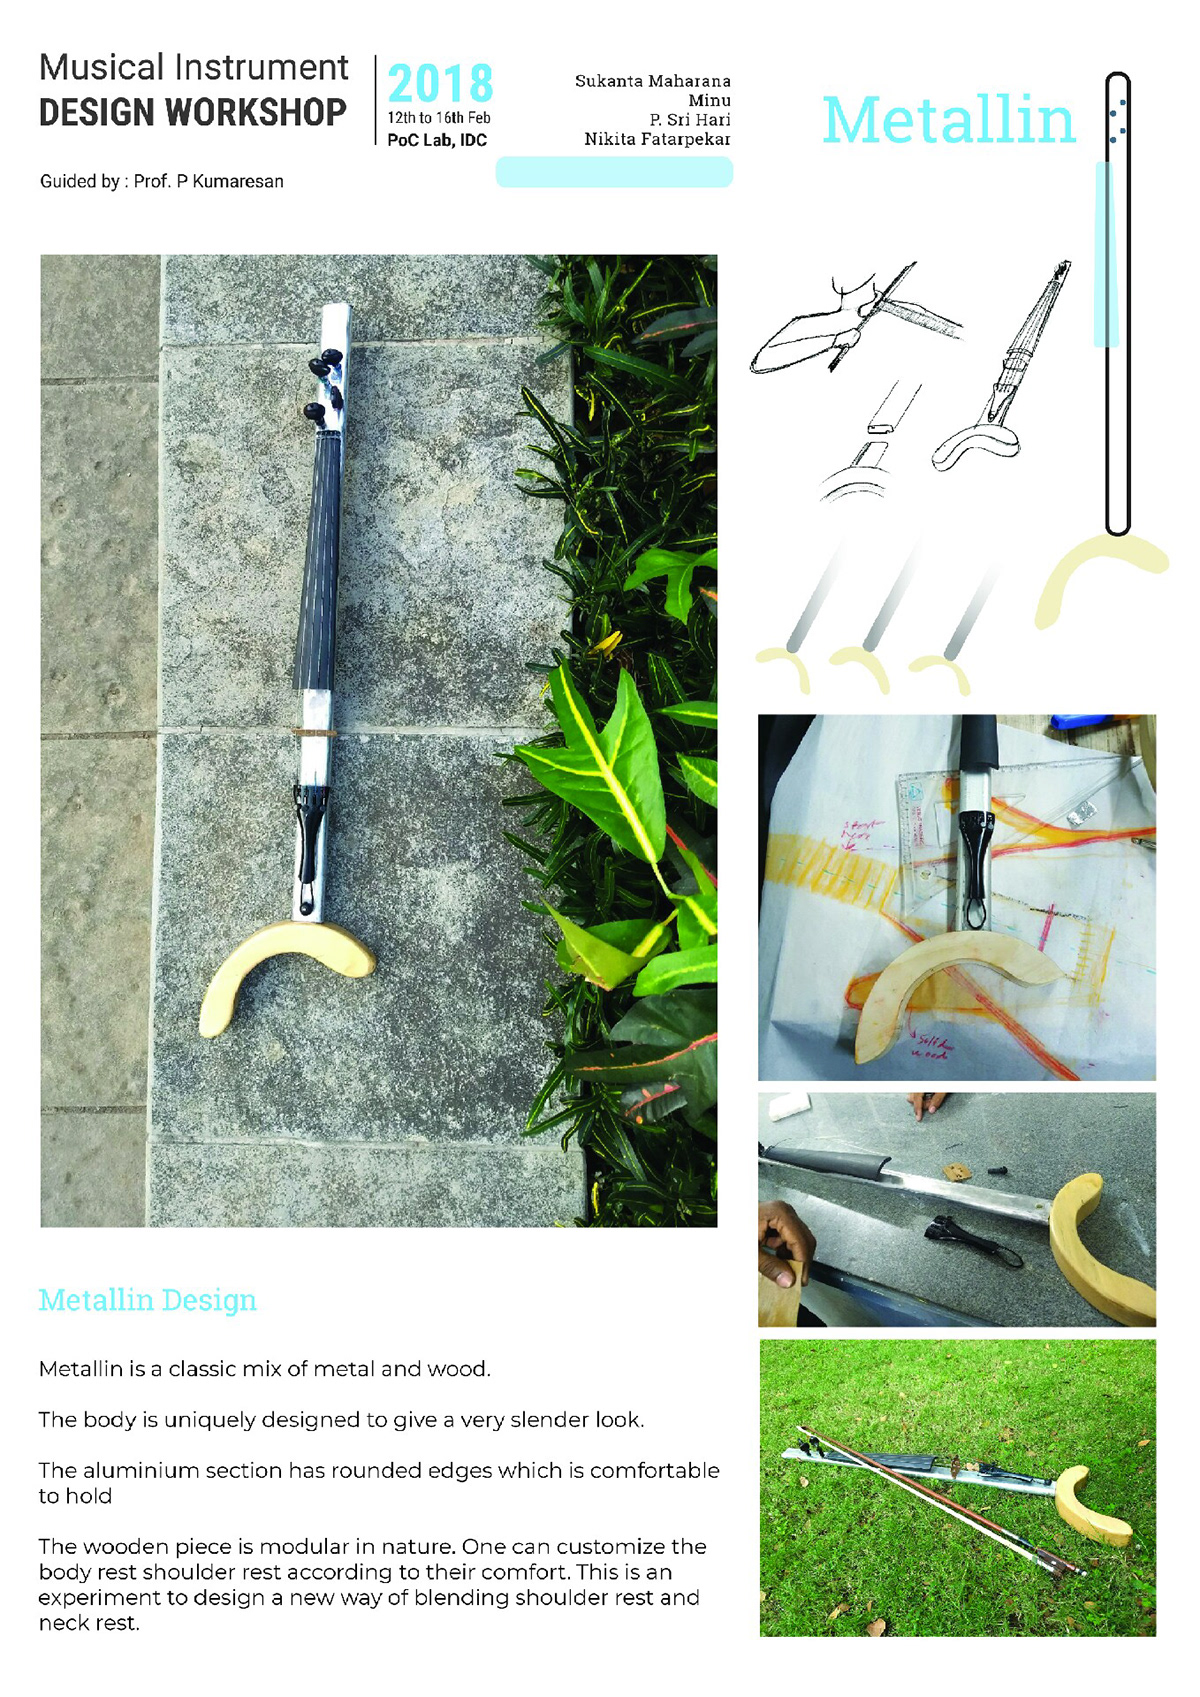 Musical Instrument
DESIGN WORKSHOP
2018
12th to 16th Feb
PoC Lab, IDC
Guided by : Prof. P Kumaresan
Sukanta Maharana
Minu
P. Sri Hari
Nikita Fatarpekar
Metallin
solid
wood
Metallin Design
Metallin is a classic mix of metal and wood.
The body is uniquely designed to give a very slender look.
The aluminium section has rounded edges which is comfortable
to hold
The wooden piece is modular in nature. One can customize the
body rest shoulder rest according to their comfort. This is an
experiment to design a new way of blending shoulder rest and
neck rest.